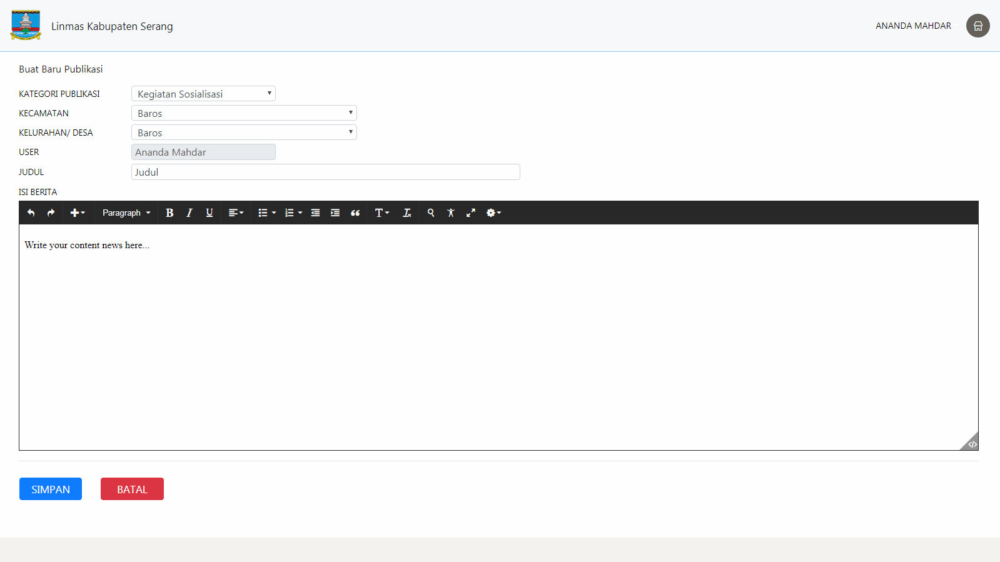 Linmas Kabupaten Serang
ANANDA MAHDAR
Buat Baru Publikasi
KATEGORI PUBLIKASI Kegiatan Sosialisasi
KECAMATAN Baros
KELURAHAN/ DESA Baros
USER Ananda Mahdar
JUDUL Judul
ISI BERITA
Paragraph B I U T
Write your content news here...
SIMPAN BATAL